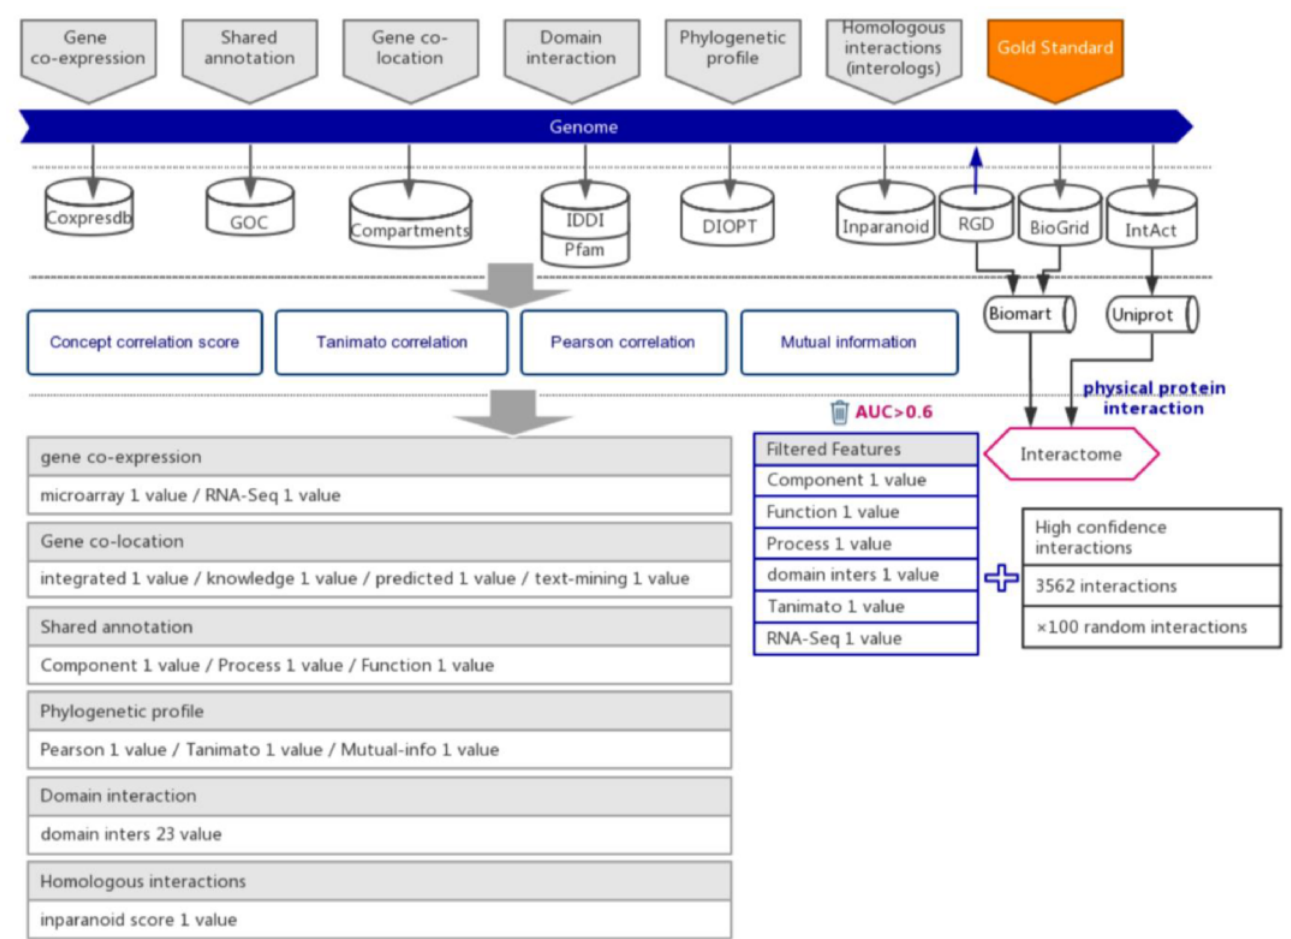 Gene
co-expression
Shared
annotation
Gene co-
location
Domain
interaction
Phylogenetic
profile
Homologous
interactions
(interologs)
Gold Standard
Genome
Coxpresdb
GOC
Compartments
IDDI
Pfam
DIOPT
Inparanoid
RGD
BioGrid
IntAct
Biomart
Uniprot
Concept correlation score
Tanimato correlation
Pearson correlation
Mutual information
physical protein
interaction
AUC>0.6
Interactome
gene co-expression
microarray 1 value / RNA-Seq 1 value
Gene co-location
integrated 1 value / knowledge 1 value / predicted 1 value / text-mining 1 value
Shared annotation
Component 1 value / Process 1 value / Function 1 value
Phylogenetic profile
Pearson 1 value / Tanimato 1 value / Mutual-info 1 value
Domain interaction
domain inters 23 value
Homologous interactions
inparanoid score 1 value
Filtered Features
Component 1 value
Function 1 value
Process 1 value
domain inters 1 value
Tanimato 1 value
RNA-Seq 1 value
High confidence
interactions
3562 interactions
×100 random interactions